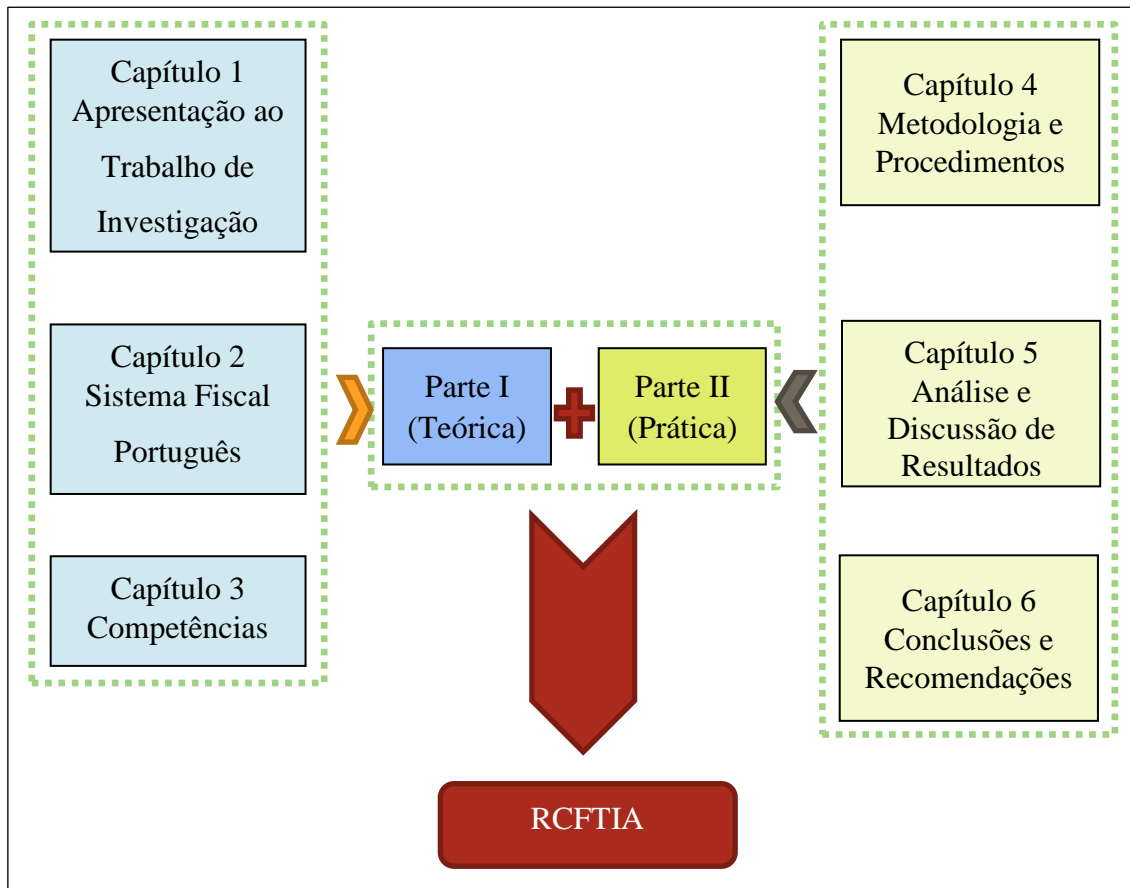 Capítulo 1
Apresentação ao
Trabalho de
Investigação
Capítulo 2
Sistema Fiscal
Português
Capítulo 3
Competências
Parte I
(Teórica)
Parte II
(Prática)
Capítulo 4
Metodologia e
Procedimentos
Capítulo 5
Análise e
Discussão de
Resultados
Capítulo 6
Conclusões e
Recomendações
RCFTIA